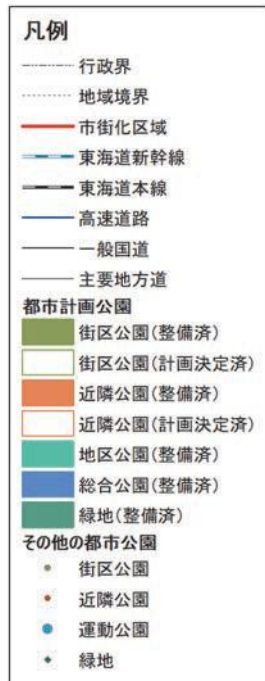 凡例
行政界
地域境界
市街化区域
東海道新幹線
東海道本線
高速道路
一般国道
主要地方道
都市計画公園
街区公園(整備済)
街区公園(計画決定済)
近隣公園(整備済)
近隣公園(計画決定済)
地区公園(整備済)
総合公園(整備済)
緑地(整備済)
その他の都市公園
街区公園
近隣公園
運動公園
緑地